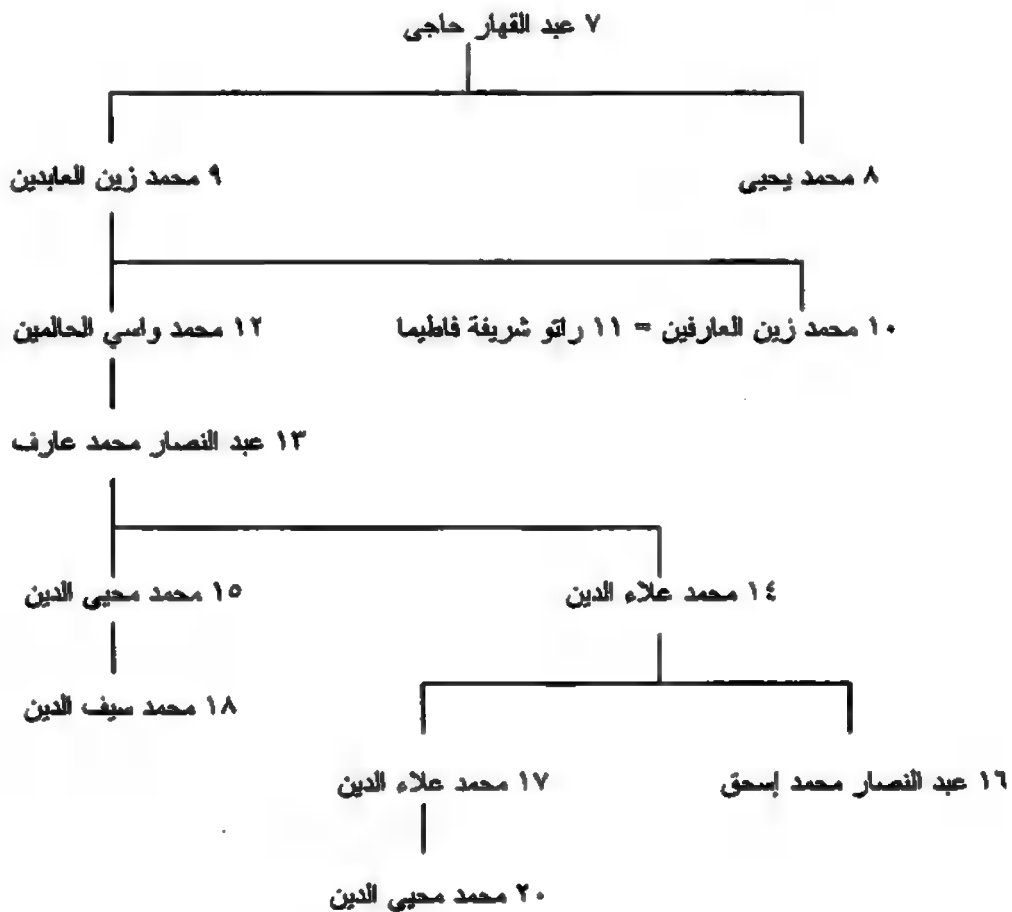 ٧ عبد القهار حاجى
٨ محمد يحيى
٩ محمد زين العابدين
١٠ محمد زين العارفين = ١١ راتو شريفة فاطيما
١٢ محمد واسي الحالمين
١٣ عبد النصار محمد عارف
١٤ محمد علاء الدين
١٥ محمد محيي الدين
١٦ عبد النصار محمد إسحق
١٧ محمد علاء الدين
١٨ محمد سيف الدين
٢٠ محمد محيي الدين